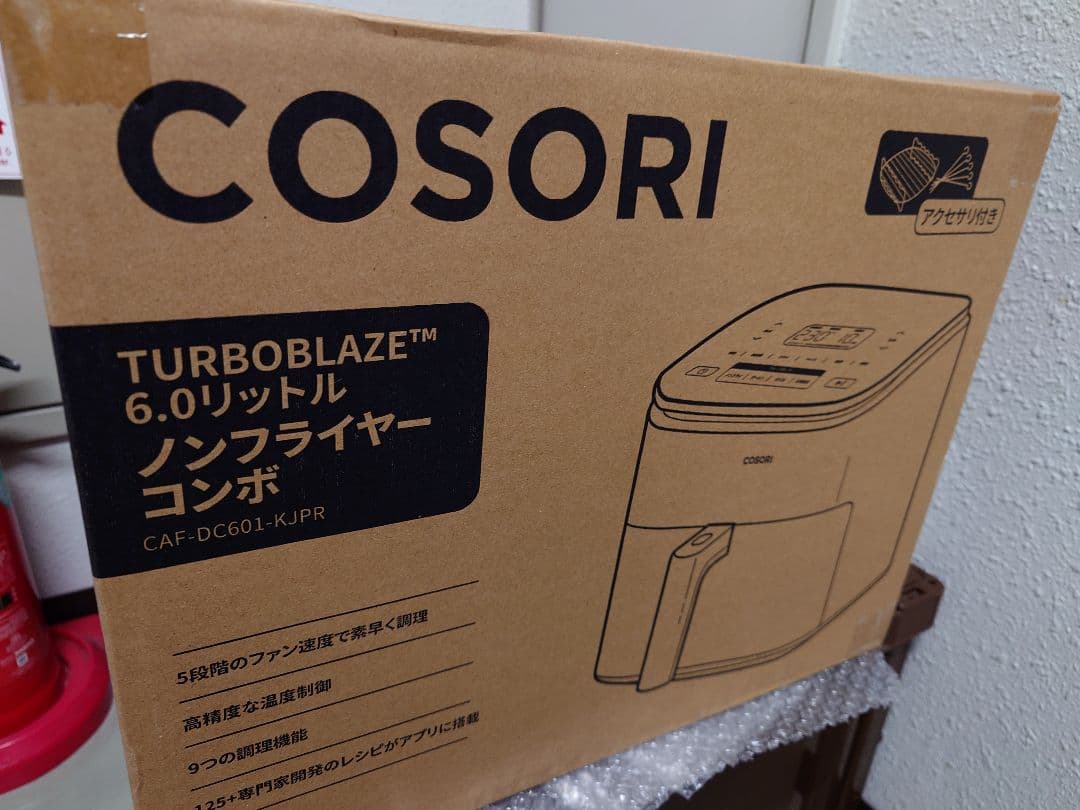 COSORI
アクセサリ付き
TURBOBLAZE™
6.0リットル
ノンフライヤー
コンボ
CAF-DC601-KJPR
COSORI
5段階のファン速度で素早く調理
高精度な温度制御
9つの調理機能
125+専門家開発のレシピがアプリに搭載